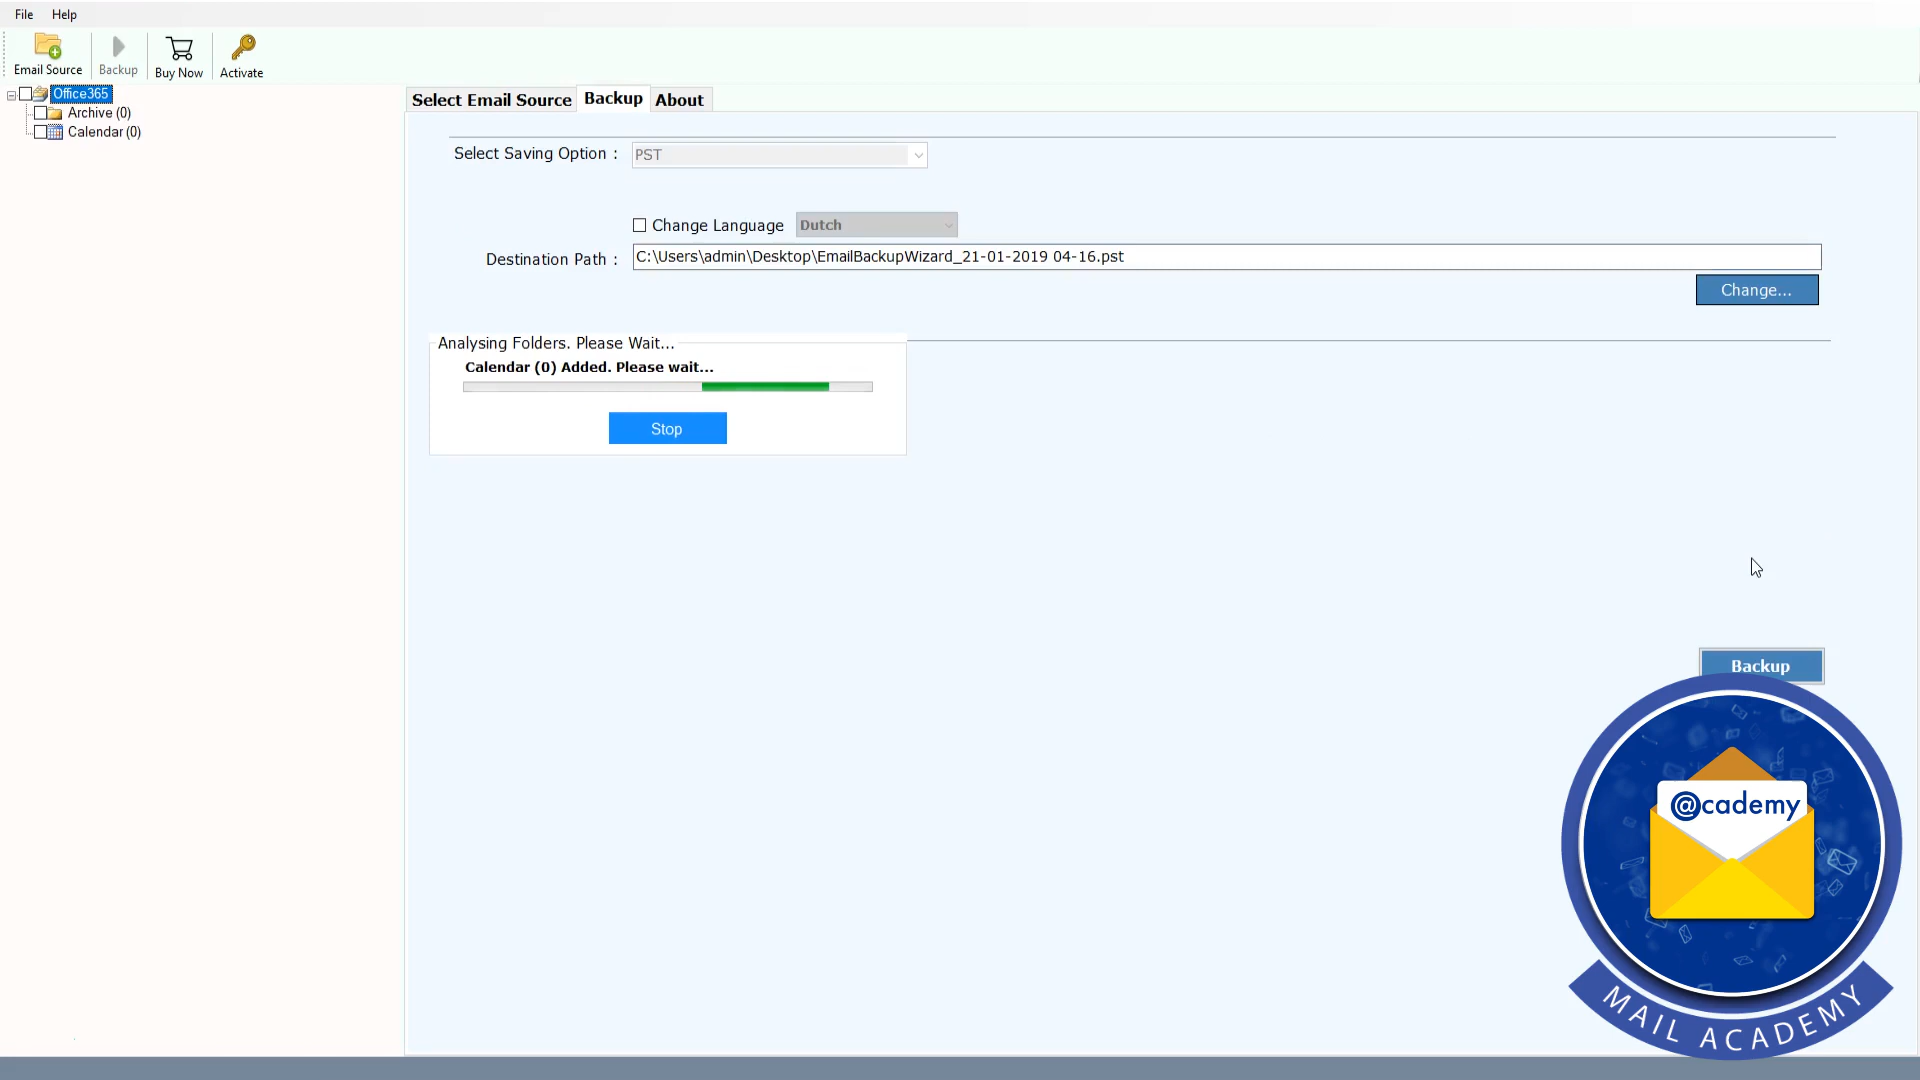 File Help
Email Source Backup Buy Now Activate
Office365
Archive (0)
Calendar (0)
Select Email Source Backup About
Select Saving Option : PST
Change Language Dutch
Destination Path : C:\Users\admin\Desktop\EmailBackupWizard_21-01-2019 04-16.pst
Change...
Analysing Folders. Please Wait...
Calendar (0) Added. Please wait...
Stop
Backup
@cademy
MAIL ACADEMY